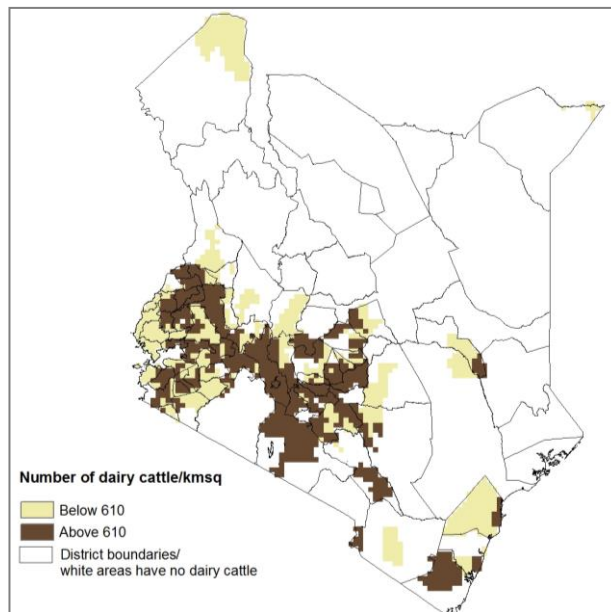 Number of dairy cattle/kmsq
Below 610
Above 610
District boundaries/
white areas have no dairy cattle